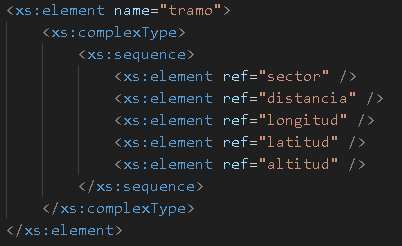 <xs:element name="tramo">
<xs:complexType>
<xs:sequence>
<xs:element ref="sector" />
<xs:element ref="distancia" />
<xs:element ref="longitud" />
<xs:element ref="latitud" />
<xs:element ref="altitud" />
</xs:sequence>
</xs:complexType>
</xs:element>